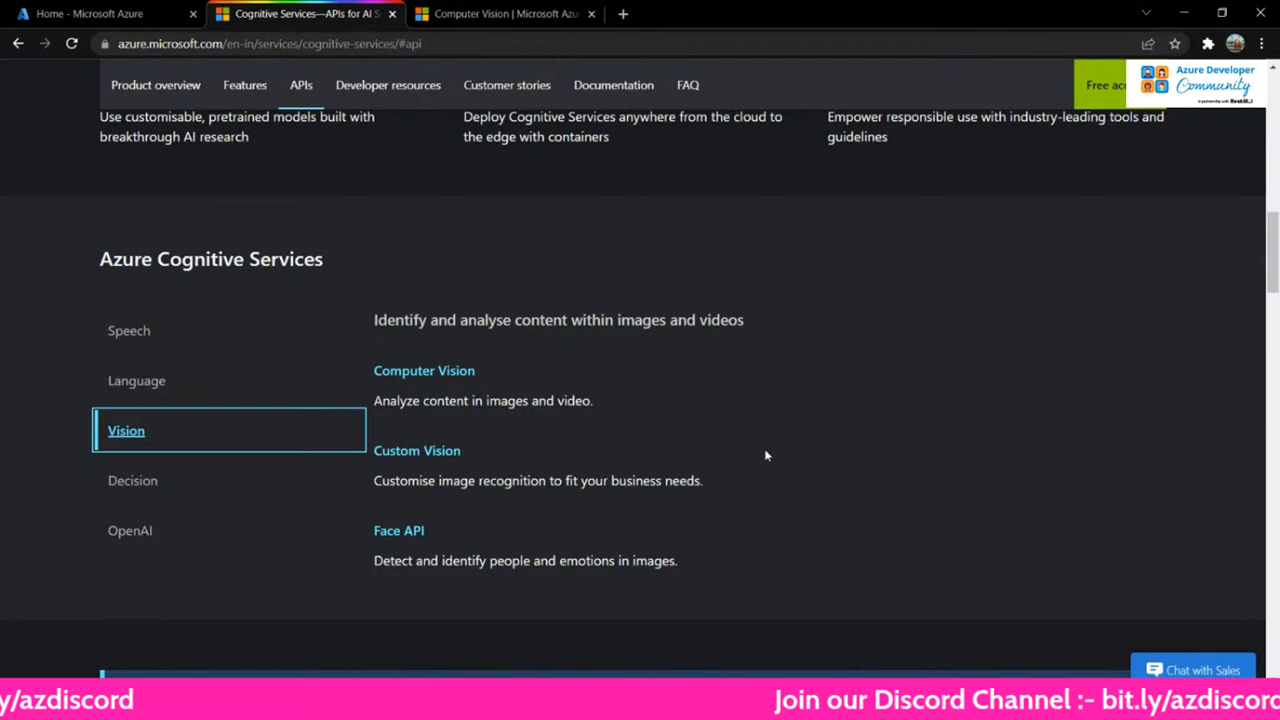 Home - Microsoft Azure
Cognitive Services—APIs for AI S
Computer Vision | Microsoft Azu
azure.microsoft.com/en-in/services/cognitive-services/#api
Product overview
Features
APIs
Developer resources
Customer stories
Documentation
FAQ
Free acc
Azure Developer
Community
Use customisable, pretrained models built with
breakthrough AI research
Deploy Cognitive Services anywhere from the cloud to
the edge with containers
Empower responsible use with industry-leading tools and
guidelines
Azure Cognitive Services
Speech
Language
Vision
Decision
OpenAI
Identify and analyse content within images and videos
Computer Vision
Analyze content in images and video.
Custom Vision
Customise image recognition to fit your business needs.
Face API
Detect and identify people and emotions in images.
Chat with Sales
y/azdiscord
Join our Discord Channel :- bit.ly/azdiscord